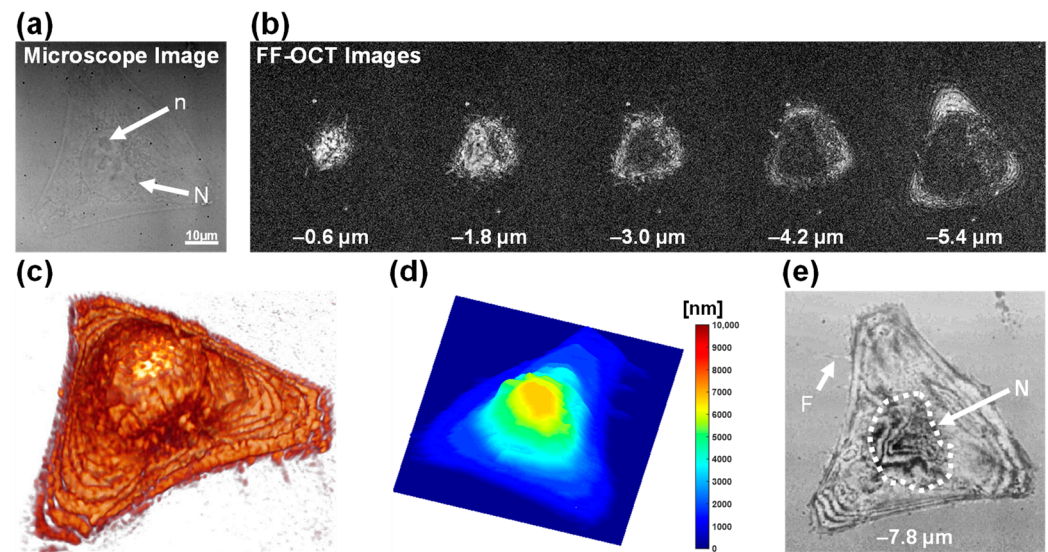 (a)
Microscope Image
n
N
10μm
(b)
FF-OCT Images
–0.6 μm
–1.8 μm
–3.0 μm
–4.2 μm
–5.4 μm
(c)
(d)
[nm]
10,000
9000
8000
7000
6000
5000
4000
3000
2000
1000
0
(e)
F
N
–7.8 μm